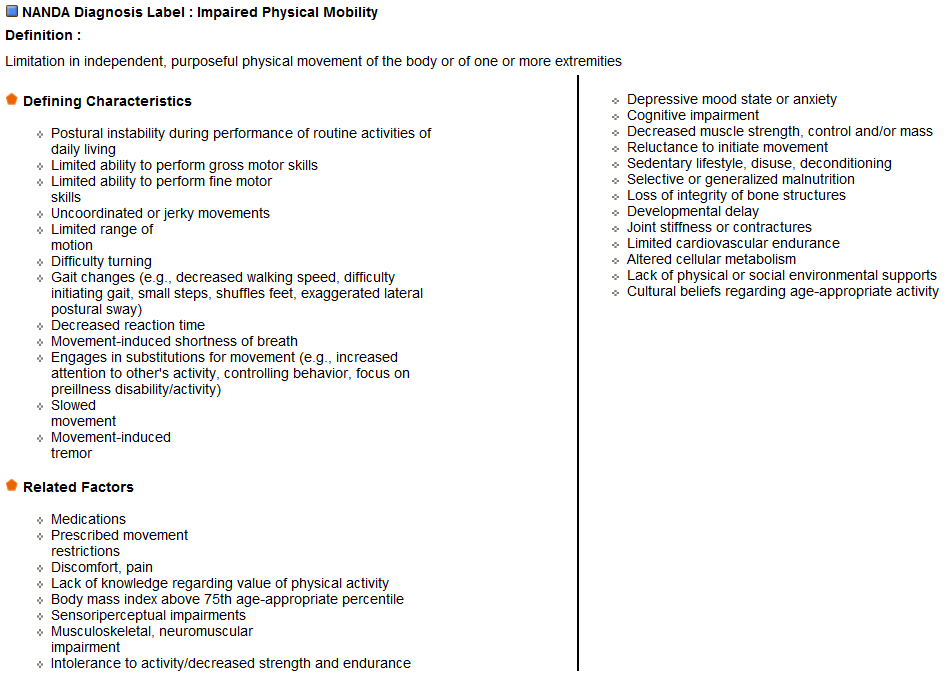 NANDA Diagnosis Label : Impaired Physical Mobility
Definition :
Limitation in independent, purposeful physical movement of the body or of one or more extremities
Defining Characteristics
Postural instability during performance of routine activities of
daily living
Limited ability to perform gross motor skills
Limited ability to perform fine motor
skills
Uncoordinated or jerky movements
Limited range of
motion
Difficulty turning
Gait changes (e.g., decreased walking speed, difficulty
initiating gait, small steps, shuffles feet, exaggerated lateral
postural sway)
Decreased reaction time
Movement-induced shortness of breath
Engages in substitutions for movement (e.g., increased
attention to other's activity, controlling behavior, focus on
preillness disability/activity)
Slowed
movement
Movement-induced
tremor
Related Factors
Medications
Prescribed movement
restrictions
Discomfort, pain
Lack of knowledge regarding value of physical activity
Body mass index above 75th age-appropriate percentile
Sensoriperceptual impairments
Musculoskeletal, neuromuscular
impairment
Intolerance to activity/decreased strength and endurance
Depressive mood state or anxiety
Cognitive impairment
Decreased muscle strength, control and/or mass
Reluctance to initiate movement
Sedentary lifestyle, disuse, deconditioning
Selective or generalized malnutrition
Loss of integrity of bone structures
Developmental delay
Joint stiffness or contractures
Limited cardiovascular endurance
Altered cellular metabolism
Lack of physical or social environmental supports
Cultural beliefs regarding age-appropriate activity